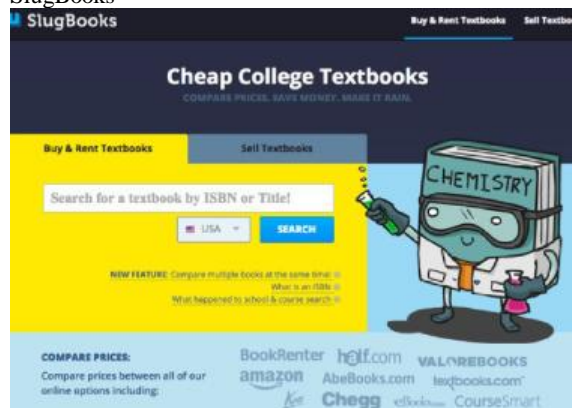 SlugBooks
SlugBooks
Buy & Rent Textbooks
Sell Textbo
Cheap College Textbooks
COMPARE PRICES. SAVE MONEY. MAKE IT RAIN.
Buy & Rent Textbooks
Sell Textbooks
Search for a textbook by ISBN or Title!
USA
SEARCH
NEW FEATURE: Compare multiple books at the same time!
What is an ISBN
What happened to school & course search
CHEMISTRY
COMPARE PRICES:
Compare prices between all of our
online options including:
BookRenter half.com VALOREBOOKS
amazon AbeBooks.com textbooks.com
Chegg CourseSmart